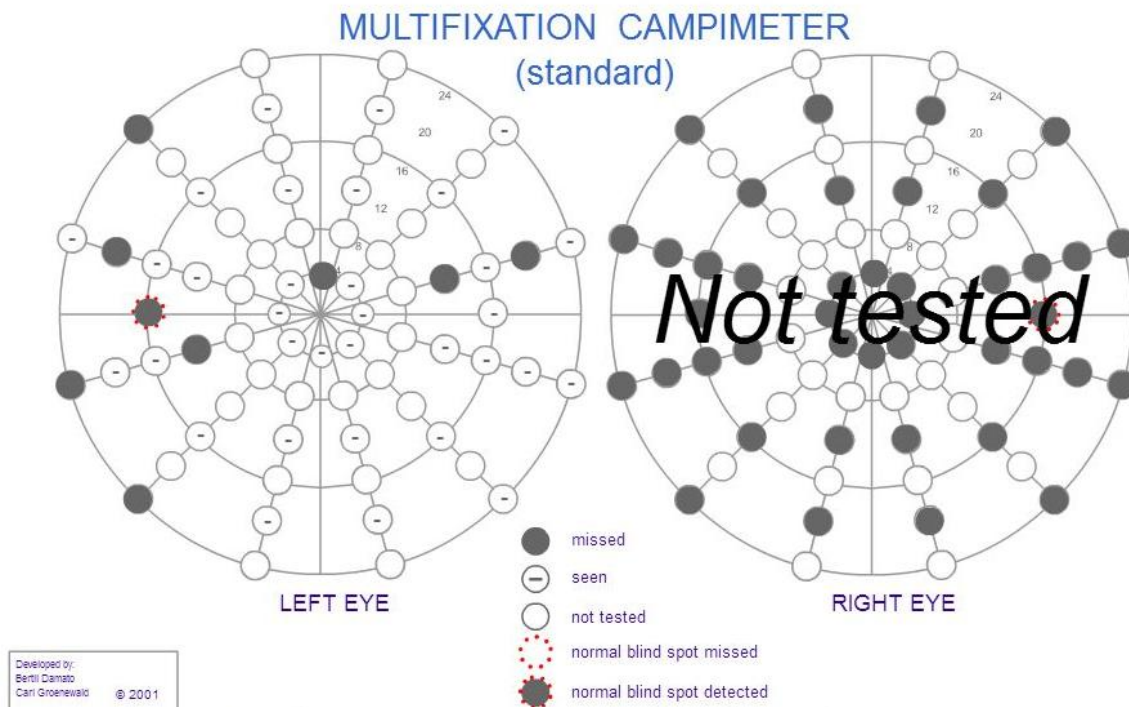 MULTIFIXATION CAMPIMETER
(standard)
24
20
16
12
8
4
24
20
16
12
8
4
Not tested
LEFT EYE
RIGHT EYE
missed
seen
not tested
normal blind spot missed
normal blind spot detected
Developed by:
Bertil Damato
Carl Groenewald © 2001